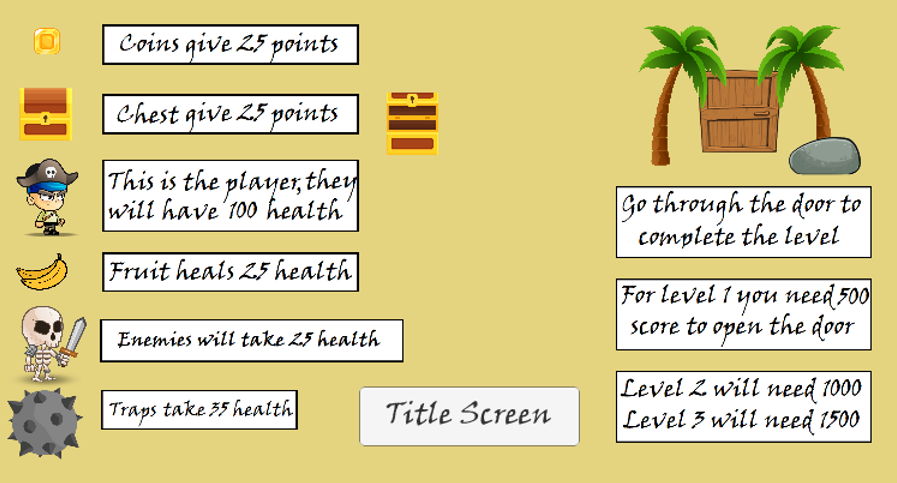 Coins give 25 points
Chest give 25 points
This is the player, they
will have 100 health
Fruit heals 25 health
Enemies will take 25 health
Traps take 35 health
Title Screen
Go through the door to
complete the level
For level 1 you need 500
score to open the door
Level 2 will need 1000
Level 3 will need 1500